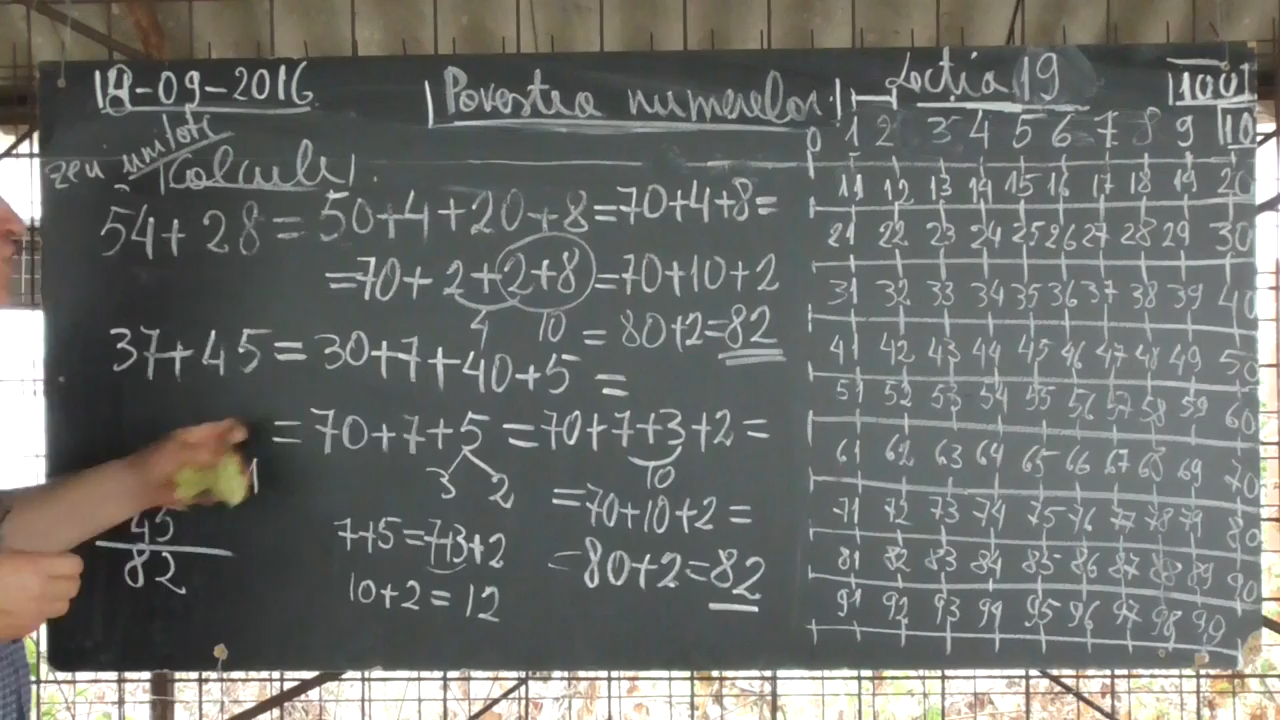 14-09-2016
Povestea numerelor
Lecția 19
100
zeci unități
Calcule
0 1 2 3 4 5 6 7 8 9 10
11 12 13 14 15 16 17 18 19 20
21 22 23 24 25 26 27 28 29 30
31 32 33 34 35 36 37 38 39 40
41 42 43 44 45 46 47 48 49 50
51 52 53 54 55 56 57 58 59 60
61 62 63 64 65 66 67 68 69 70
71 72 73 74 75 76 77 78 79 80
81 82 83 84 85 86 87 88 89 90
91 92 93 94 95 96 97 98 99
54+28=50+4+20+8=70+4+8=
=70+2+2+8=70+10+2
4 10 =80+2=82
37+45=30+7+40+5=
=70+7+5=70+7+3+2=
3 2 10
=70+10+2=
7+5=7+3+2
=80+2=82
10+2=12
1
45
82